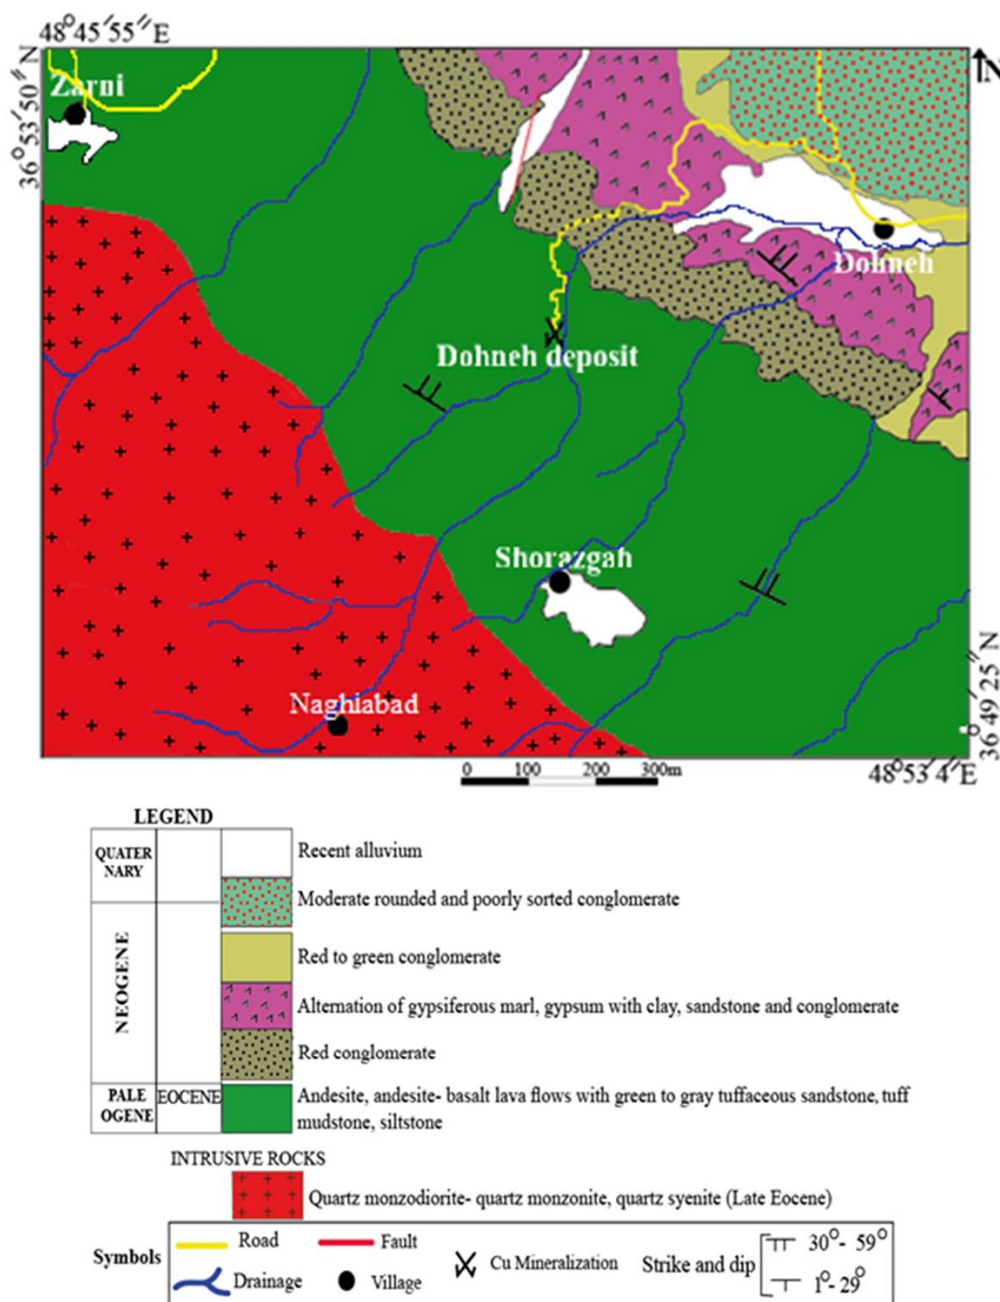 48°45′55″E
36°53′50″N
N
Zarni
Dohneh
Dohneh deposit
Shorazgah
Naghiabad
36°49′25″N
48°53′4″E
0 100 200 300m
LEGEND
QUATER
NARY
Recent alluvium
Moderate rounded and poorly sorted conglomerate
NEOGENE
Red to green conglomerate
Alternation of gypsiferous marl, gypsum with clay, sandstone and conglomerate
Red conglomerate
PALE
OGENE
EOCENE
Andesite, andesite- basalt lava flows with green to gray tuffaceous sandstone, tuff
mudstone, siltstone
INTRUSIVE ROCKS
Quartz monzodiorite- quartz monzonite, quartz syenite (Late Eocene)
Symbols
Road
Fault
Drainage
Village
Cu Mineralization
Strike and dip
30°- 59°
1°- 29°